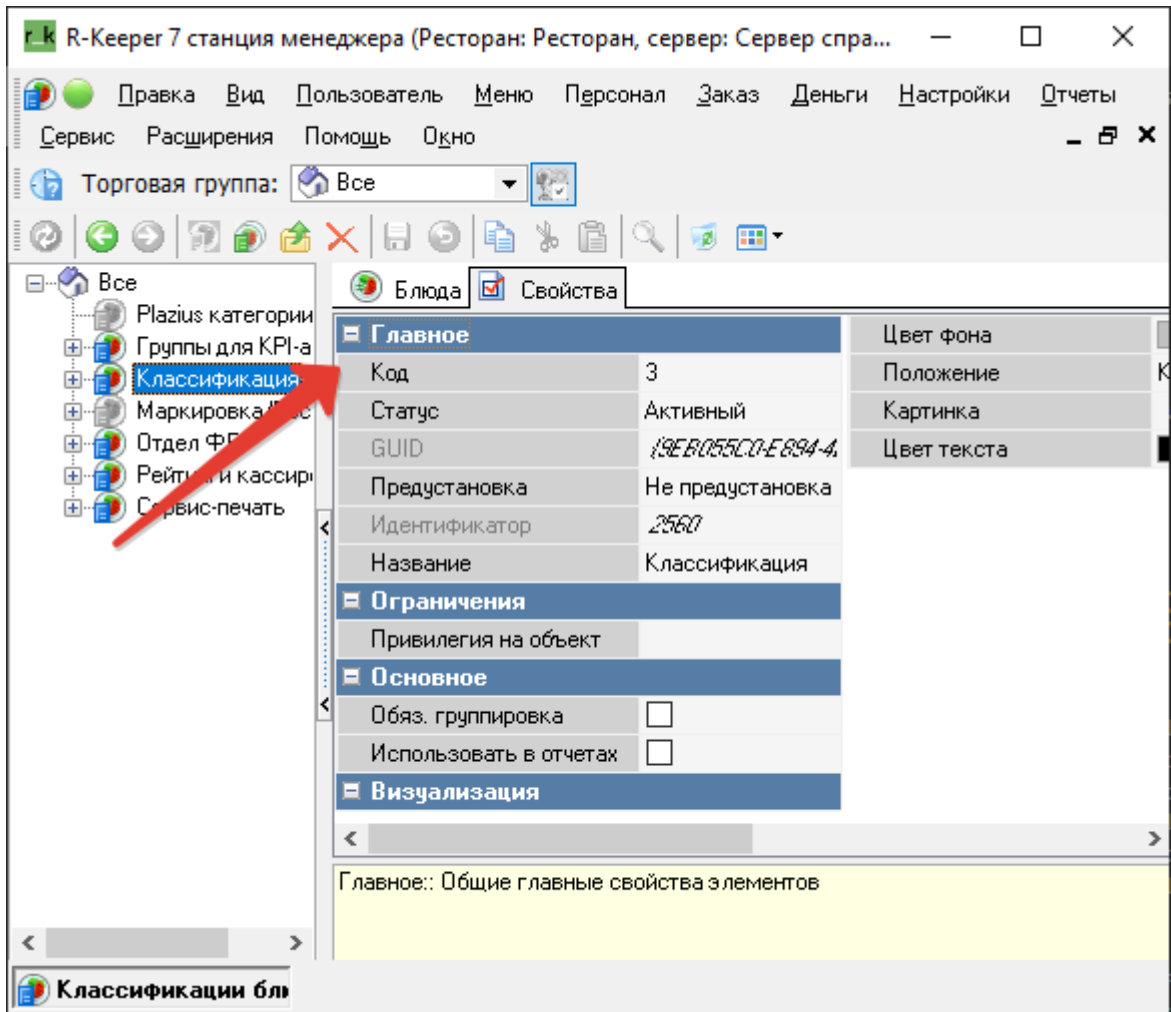 r_k R-Keeper 7 станция менеджера (Ресторан: Ресторан, сервер: Сервер спра...
Правка Вид Пользователь Меню Персонал Заказ Деньги Настройки Отчеты
Сервис Расширения Помощь Окно
Торговая группа: Все
Все
Plazius категории
Группы для KPI-а
Классификация
Маркировка
Отдел
Рейтинги кассир
Сервис-печать
Блюда Свойства
Главное
Код 3
Статус Активный
GUID {9EB055C0-E894-4
Предустановка Не предустановка
Идентификатор 2560
Название Классификация
Ограничения
Привилегия на объект
Основное
Обяз. группировка
Использовать в отчетах
Визуализация
Цвет фона
Положение К
Картинка
Цвет текста
Главное:: Общие главные свойства элементов
Классификации блю